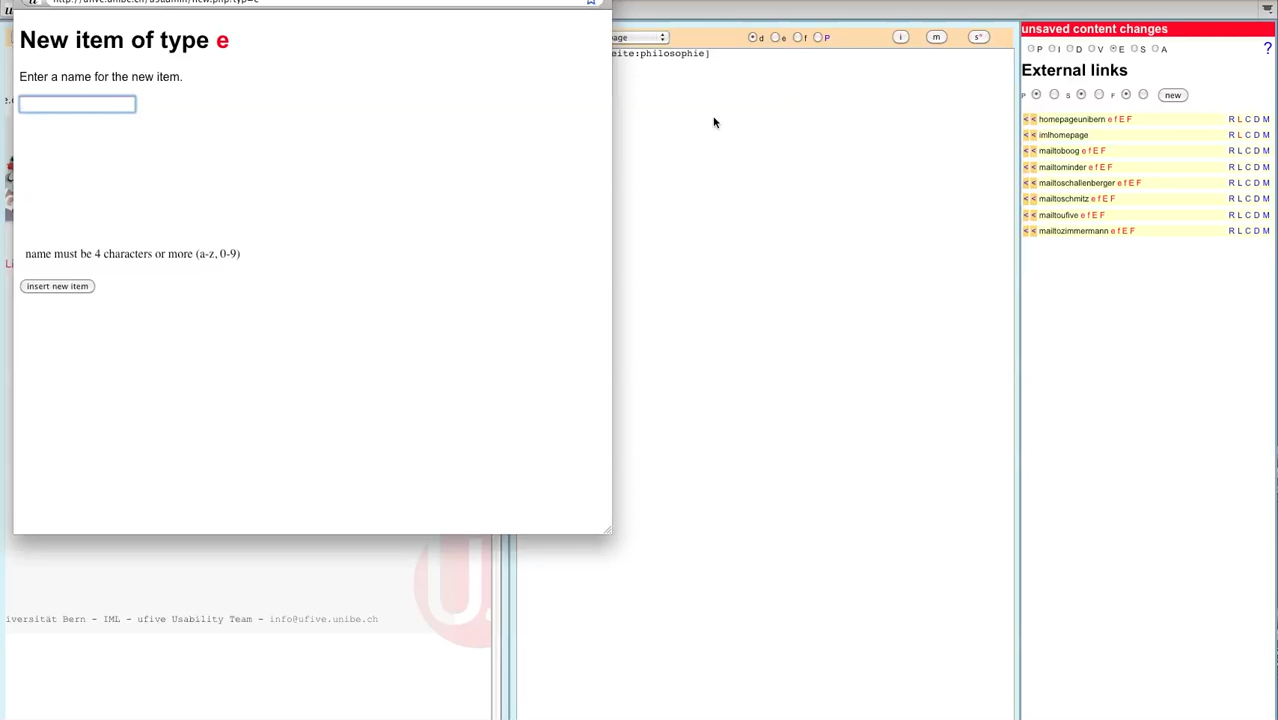 New item of type e
Enter a name for the new item.
name must be 4 characters or more (a-z, 0-9)
insert new item
d e f P i m s°
eite:philosophie]
unsaved content changes
P I D V E S A ?
External links
P S F new
< < homepageunibern e f E F R L C D M
< < imlhomepage R L C D M
< < mailtoboog e f E F R L C D M
< < mailtominder e f E F R L C D M
< < mailtoschallenberger e f E F R L C D M
< < mailtoschmitz e f E F R L C D M
< < mailtoufive e f E F R L C D M
< < mailtozimmermann e f E F R L C D M
iversität Bern - IML - ufive Usability Team - info@ufive.unibe.ch
U.